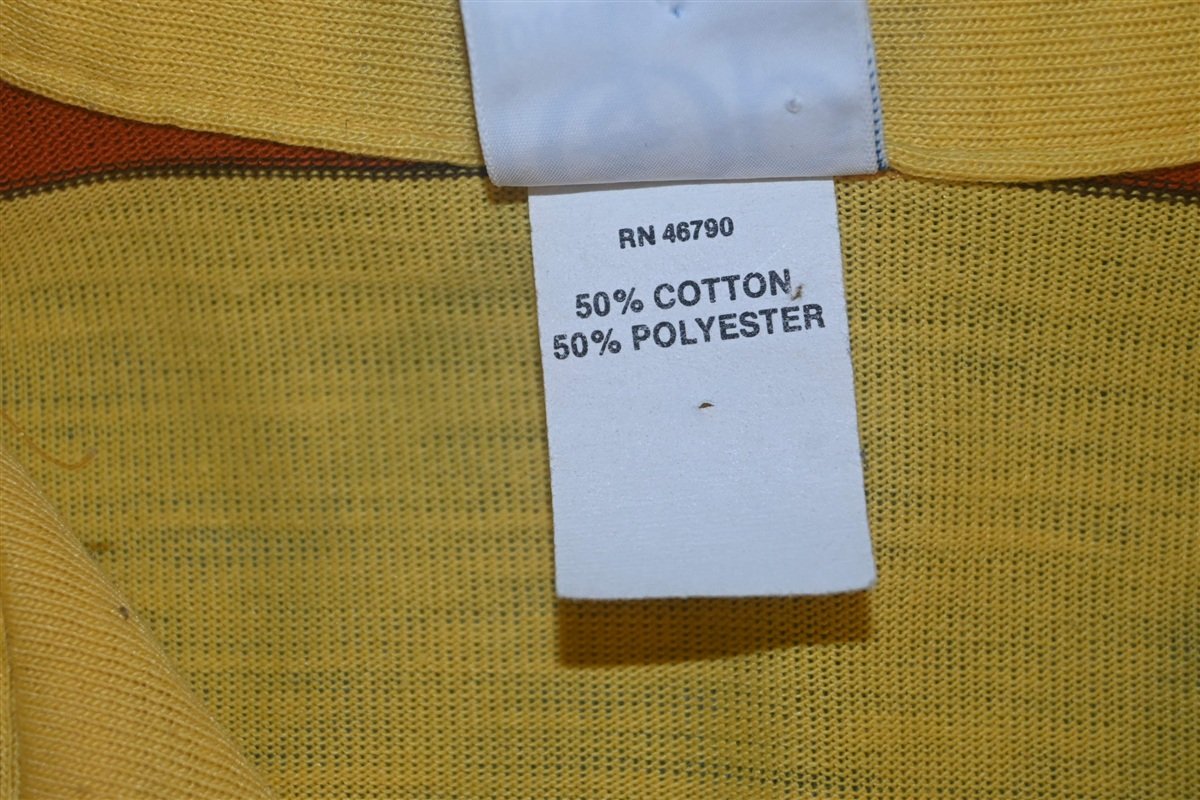 RN 46790
50% COTTON
50% POLYESTER